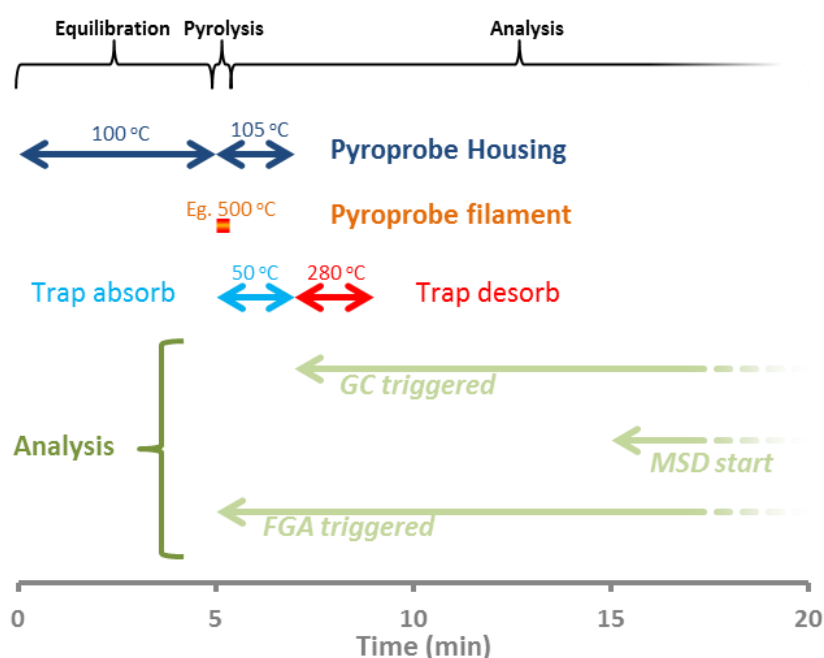 Equilibration Pyrolysis Analysis
100 °C 105 °C Pyroprobe Housing
Eg. 500 °C Pyroprobe filament
Trap absorb 50 °C 280 °C Trap desorb
GC triggered
Analysis
MSD start
FGA triggered
0 5 10 15 20
Time (min)